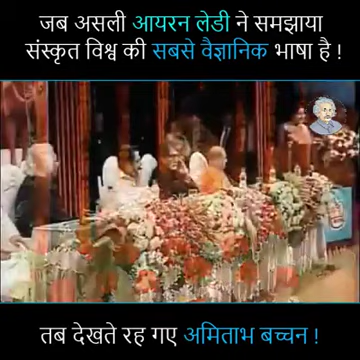 जब असली आयरन लेडी ने समझाया
संस्कृत विश्व की सबसे वैज्ञानिक भाषा है !
तब देखते रह गए अमिताभ बच्चन !